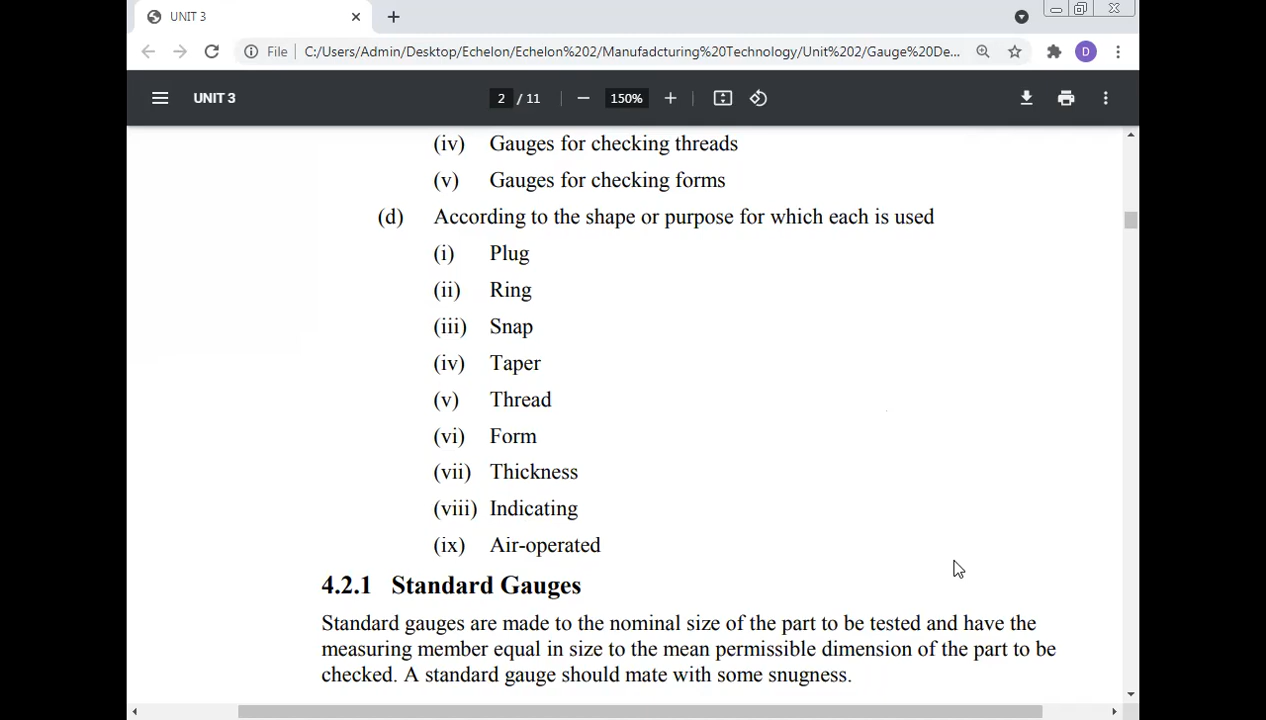 UNIT 3
File C:/Users/Admin/Desktop/Echelon/Echelon%202/Manufadcturing%20Technology/Unit%202/Gauge%20De... D
UNIT 3 2 / 11 150%
(iv) Gauges for checking threads
(v) Gauges for checking forms
(d) According to the shape or purpose for which each is used
(i) Plug
(ii) Ring
(iii) Snap
(iv) Taper
(v) Thread
(vi) Form
(vii) Thickness
(viii) Indicating
(ix) Air-operated
4.2.1 Standard Gauges
Standard gauges are made to the nominal size of the part to be tested and have the
measuring member equal in size to the mean permissible dimension of the part to be
checked. A standard gauge should mate with some snugness.